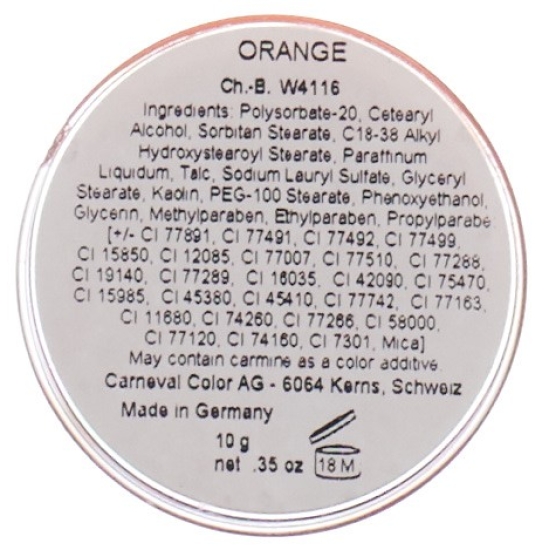 ORANGE
Ch.-B. W4116
Ingredients: Polysorbate-20, Cetearyl
Alcohol, Sorbitan Stearate, C18-38 Alkyl
Hydroxystearoyl Stearate, Paraffinum
Liquidum, Talc, Sodium Lauryl Sulfate, Glyceryl
Stearate, Kaolin, PEG-100 Stearate, Phenoxyethanol,
Glycerin, Methylparaben, Ethylparaben, Propylparabe
[+/- CI 77891, CI 77491, CI 77492, CI 77499,
CI 15850, CI 12085, CI 77007, CI 77510, CI 77288,
CI 19140, CI 77289, CI 16035, CI 42090, CI 75470,
CI 15985, CI 45380, CI 45410, CI 77742, CI 77163,
CI 11680, CI 74260, CI 77266, CI 58000,
CI 77120, CI 74160, CI 7301, Mica]
May contain carmine as a color additive.
Carneval Color AG - 6064 Kerns, Schweiz
Made in Germany
10 g
net .35 oz 18 M